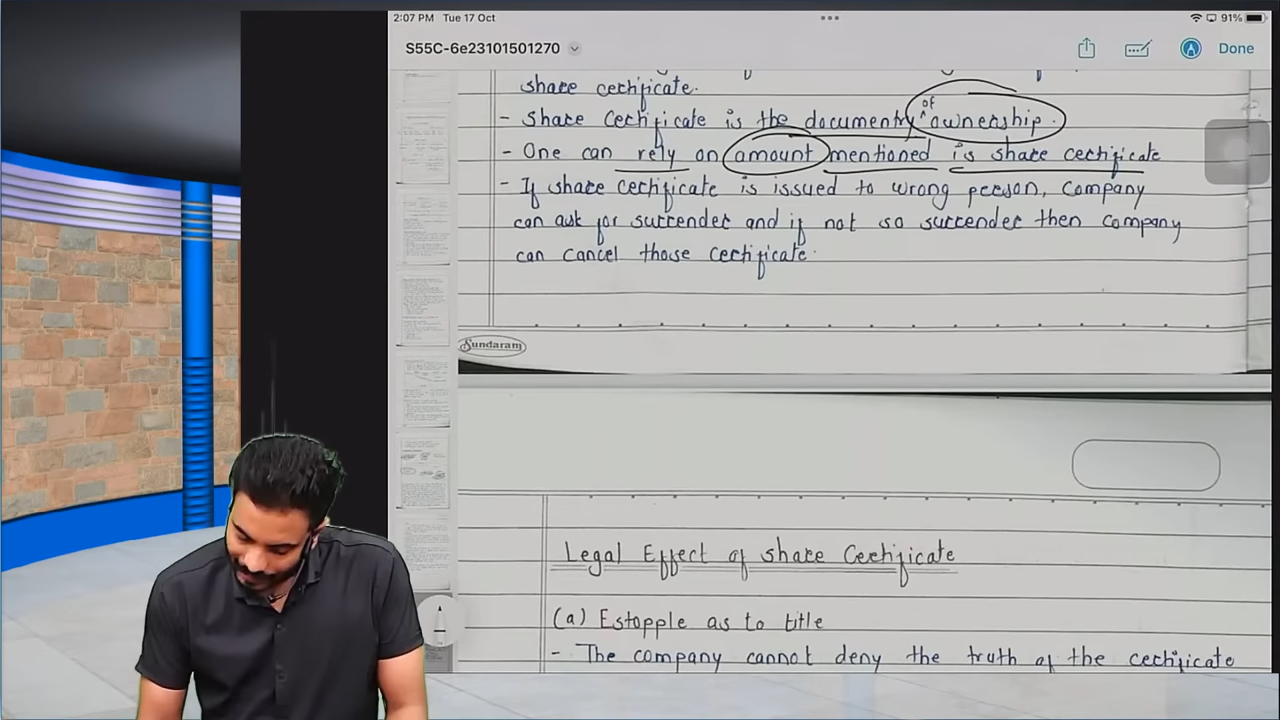 2:07 PM Tue 17 Oct
91%
S55C-6e23101501270
Done
share certificate.
- Share Certificate is the documentry of ownership.
- One can rely on amount mentioned is share certificate
- If share certificate is issued to wrong person, Company
can ask for surrender and if not so surrender then company
can cancel those certificate.
Sundaram
Legal Effect of share Certificate
(a) Estopple as to title
- The company cannot deny the truth of the certificate